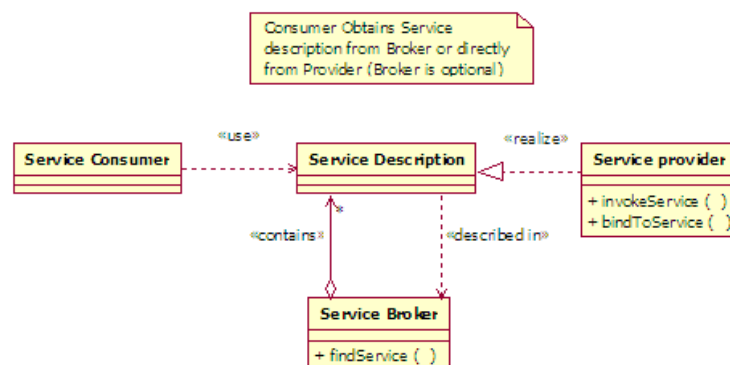 Consumer Obtains Service
description from Broker or directly
from Provider (Broker is optional)
«use»
«realize»
Service Consumer
Service Description
Service provider
+ invokeService ( )
+ bindToService ( )
*
«contains»
«described in»
Service Broker
+ findService ( )